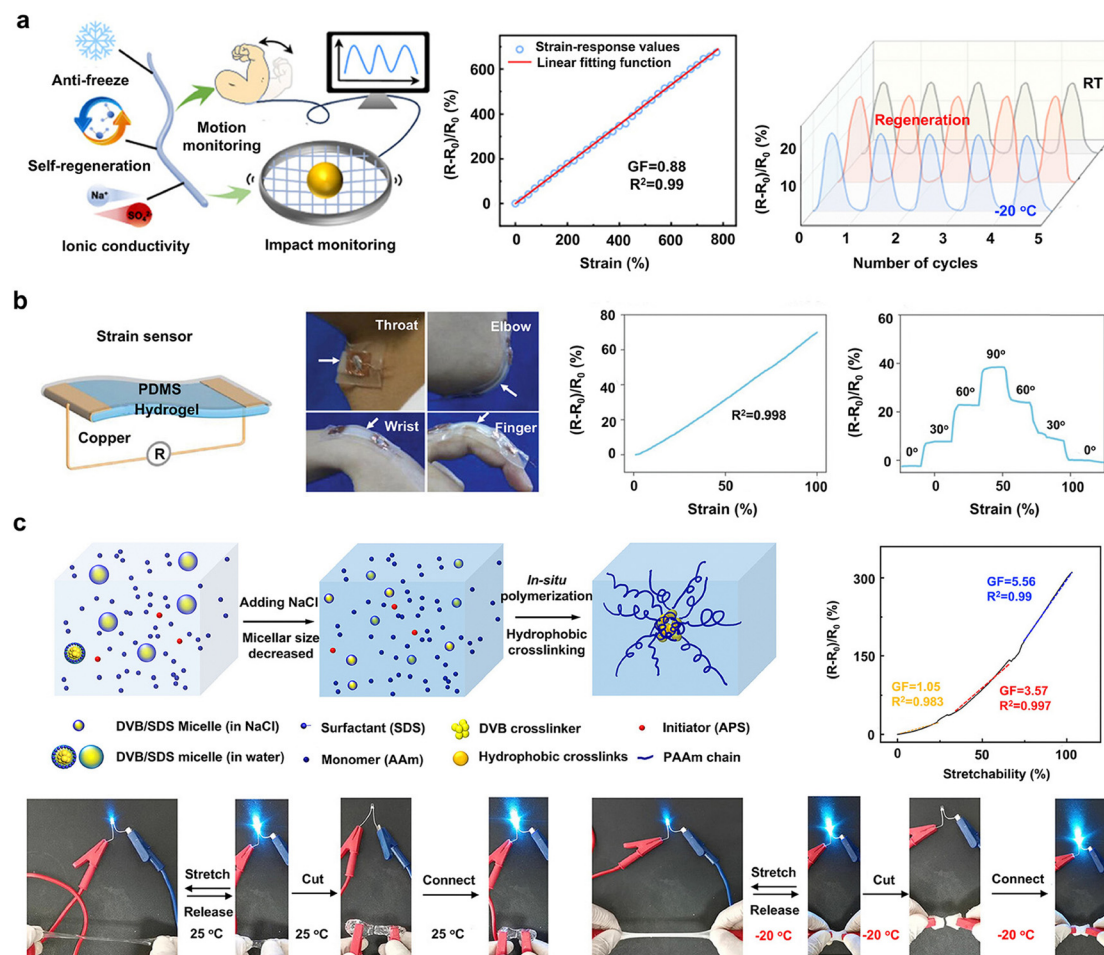 a
Anti-freeze
Self-regeneration
Na⁺
SO₄²⁻
Ionic conductivity
Motion
monitoring
Impact monitoring
(R-R₀)/R₀ (%)
600
400
200
0
Strain-response values
Linear fitting function
GF=0.88
R²=0.99
0 200 400 600 800
Strain (%)
(R-R₀)/R₀ (%)
20
10
RT
Regeneration
-20 °C
0 1 2 3 4 5
Number of cycles
b
Strain sensor
PDMS
Hydrogel
Copper
R
Throat
Elbow
Wrist
Finger
(R–R₀)/R₀ (%)
80
60
40
20
0
R²=0.998
0 50 100
Strain (%)
(R–R₀)/R₀ (%)
60
40
20
0
0° 30° 60° 90° 60° 30° 0°
0 50 100
Strain (%)
c
Adding NaCl
Micellar size
decreased
In-situ
polymerization
Hydrophobic
crosslinking
DVB/SDS Micelle (in NaCl)
Surfactant (SDS)
DVB crosslinker
Initiator (APS)
DVB/SDS micelle (in water)
Monomer (AAm)
Hydrophobic crosslinks
PAAm chain
(R-R₀)/R₀ (%)
300
150
0
GF=5.56
R²=0.99
GF=1.05
R²=0.983
GF=3.57
R²=0.997
0 50 100
Stretchability (%)
Stretch
Release
25 °C
Cut
25 °C
Connect
25 °C
Stretch
Release
-20 °C
Cut
-20 °C
Connect
-20 °C